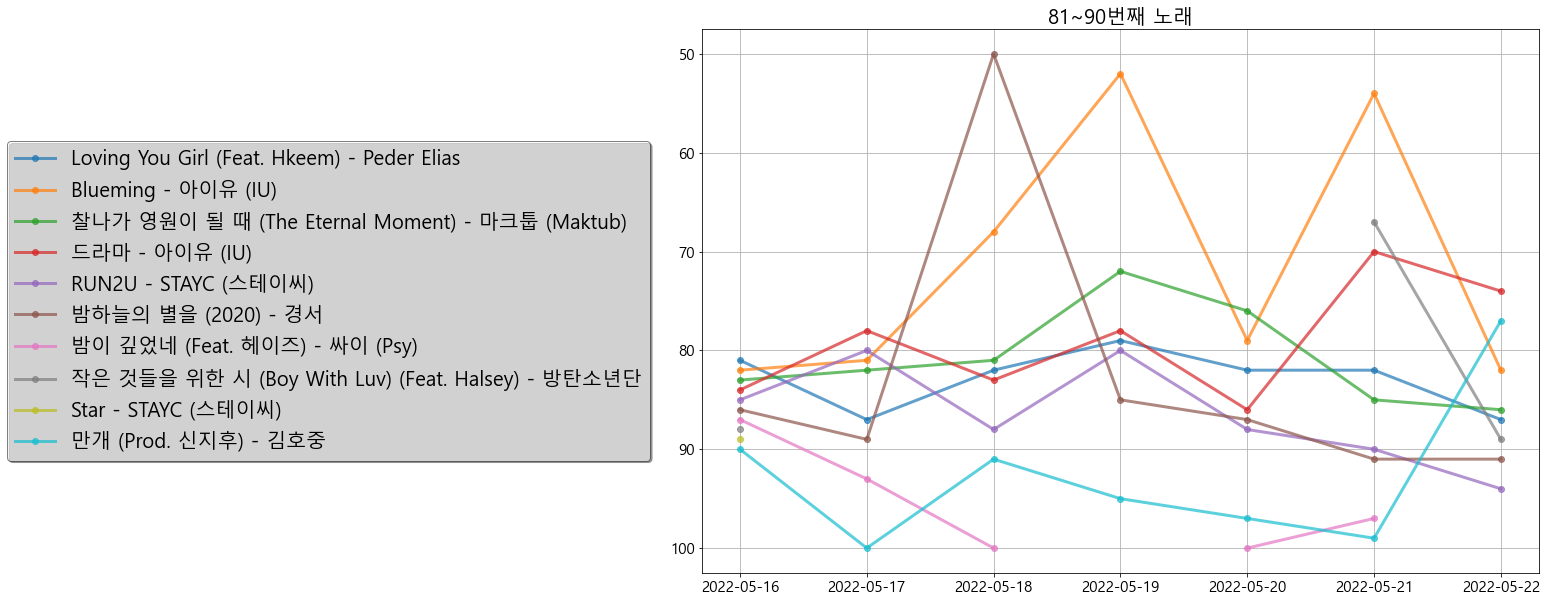 81~90번째 노래
Loving You Girl (Feat. Hkeem) - Peder Elias
Blueming - 아이유 (IU)
찰나가 영원이 될 때 (The Eternal Moment) - 마크툽 (Maktub)
드라마 - 아이유 (IU)
RUN2U - STAYC (스테이씨)
밤하늘의 별을 (2020) - 경서
밤이 깊었네 (Feat. 헤이즈) - 싸이 (Psy)
작은 것들을 위한 시 (Boy With Luv) (Feat. Halsey) - 방탄소년단
Star - STAYC (스테이씨)
만개 (Prod. 신지후) - 김호중
50
60
70
80
90
100
2022-05-16 2022-05-17 2022-05-18 2022-05-19 2022-05-20 2022-05-21 2022-05-22